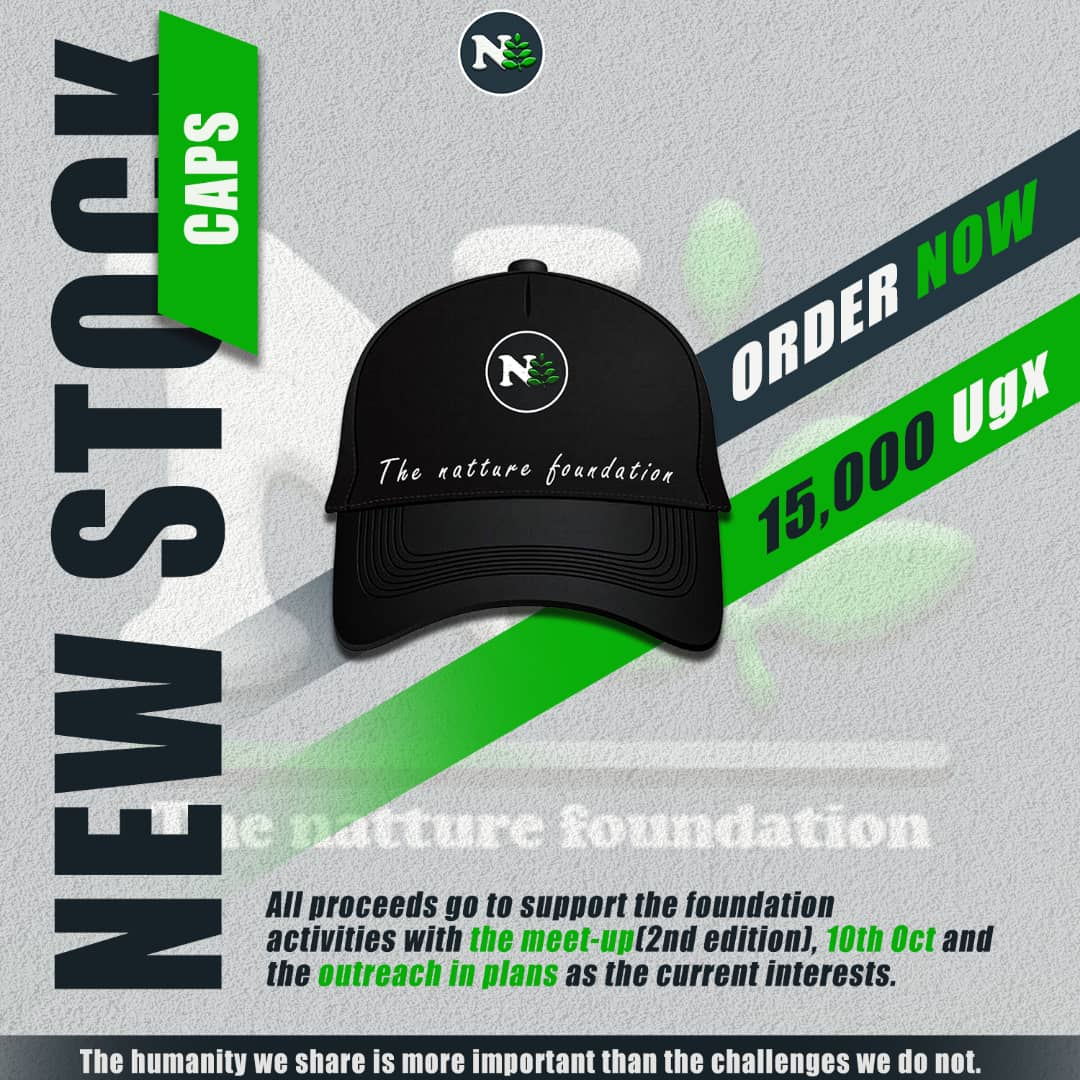 N
NEW STOCK
CAPS
ORDER NOW
15,000 Ugx
N
The natture foundation
The natture foundation
All proceeds go to support the foundation
activities with the meet-up(2nd edition), 10th Oct and
the outreach in plans as the current interests.
The humanity we share is more important than the challenges we do not.